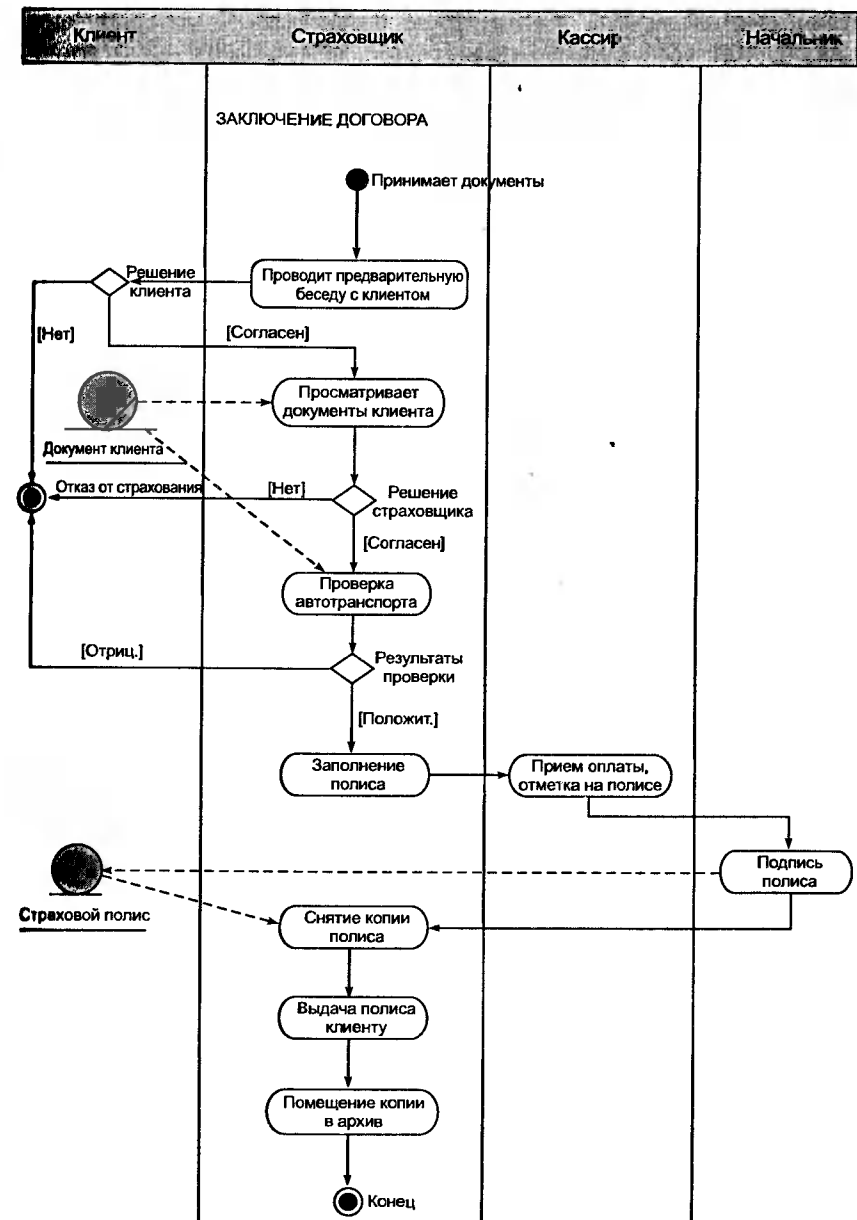 Клиент
Страховщик
Кассир
Начальник
ЗАКЛЮЧЕНИЕ ДОГОВОРА
Принимает документы
Решение
клиента
Проводит предварительную
беседу с клиентом
[Нет]
[Согласен]
Просматривает
документы клиента
Документ клиента
Отказ от страхования
[Нет]
Решение
страховщика
[Согласен]
Проверка
автотранспорта
[Отриц.]
Результаты
проверки
[Положит.]
Заполнение
полиса
Прием оплаты,
отметка на полисе
Подпись
полиса
Страховой полис
Снятие копии
полиса
Выдача полиса
клиенту
Помещение копии
в архив
Конец